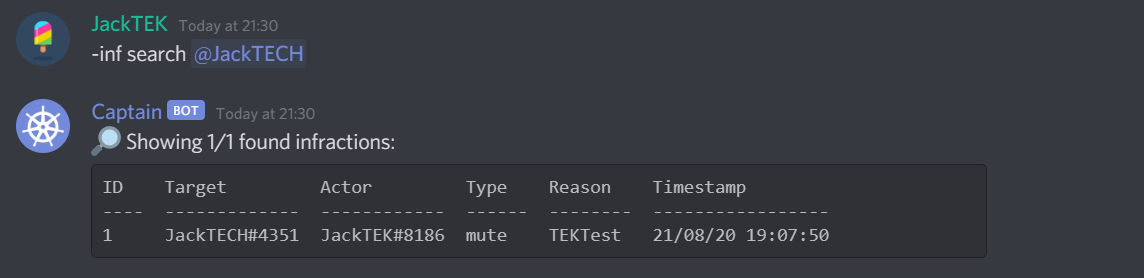 JackTEK Today at 21:30
-inf search @JackTECH
Captain BOT Today at 21:30
Showing 1/1 found infractions:
ID    Target         Actor         Type    Reason    Timestamp
----  -------------  ------------  ------  --------  -----------------
1     JackTECH#4351  JackTEK#8186  mute    TEKTest   21/08/20 19:07:50